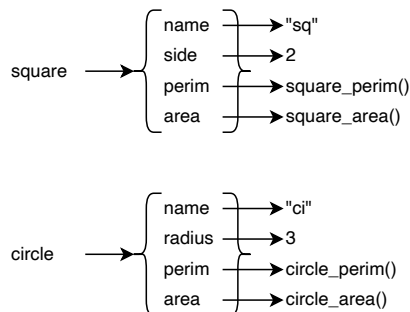 name "sq"
side 2
square perim square_perim()
area square_area()
name "ci"
radius 3
circle perim circle_perim()
area circle_area()